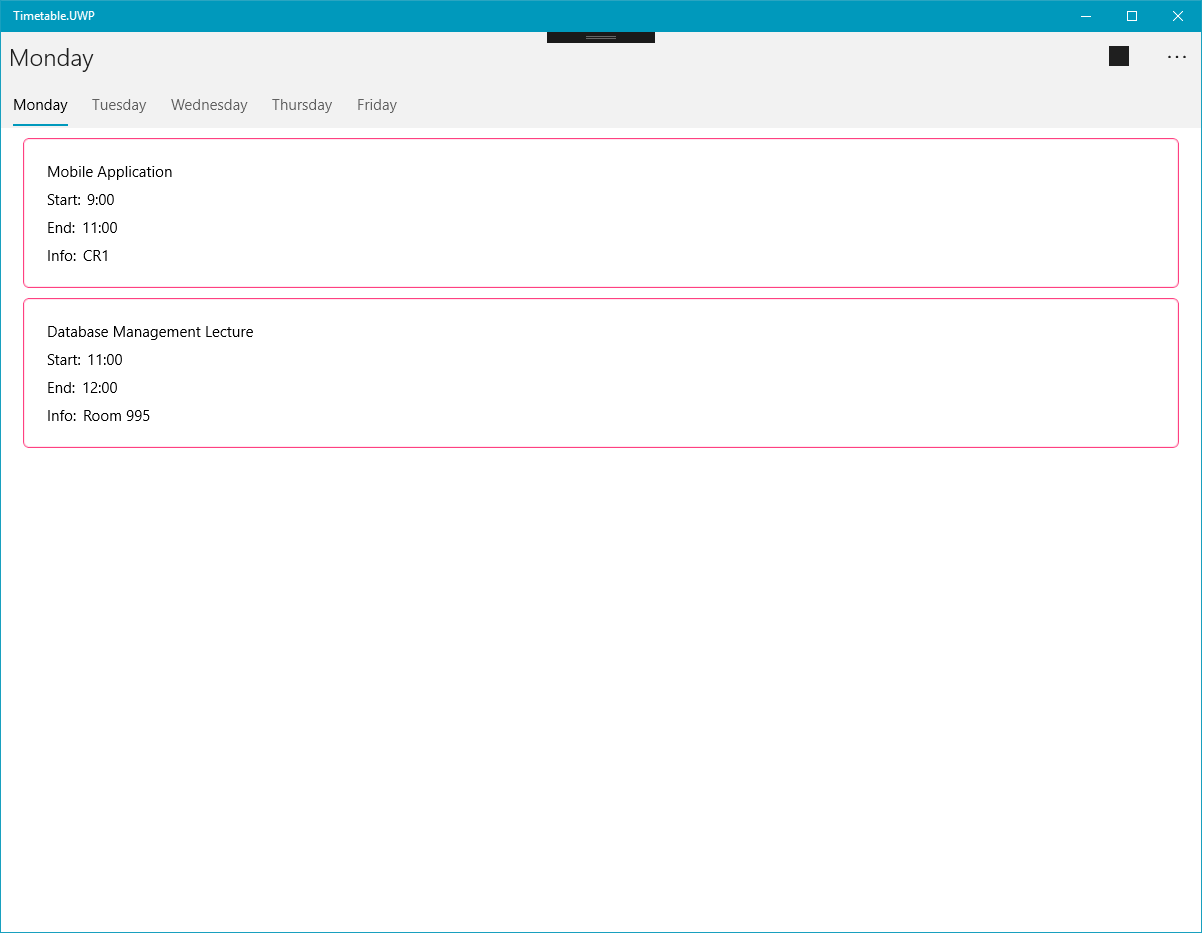 Timetable.UWP
Monday
Monday Tuesday Wednesday Thursday Friday
Mobile Application
Start: 9:00
End: 11:00
Info: CR1
Database Management Lecture
Start: 11:00
End: 12:00
Info: Room 995